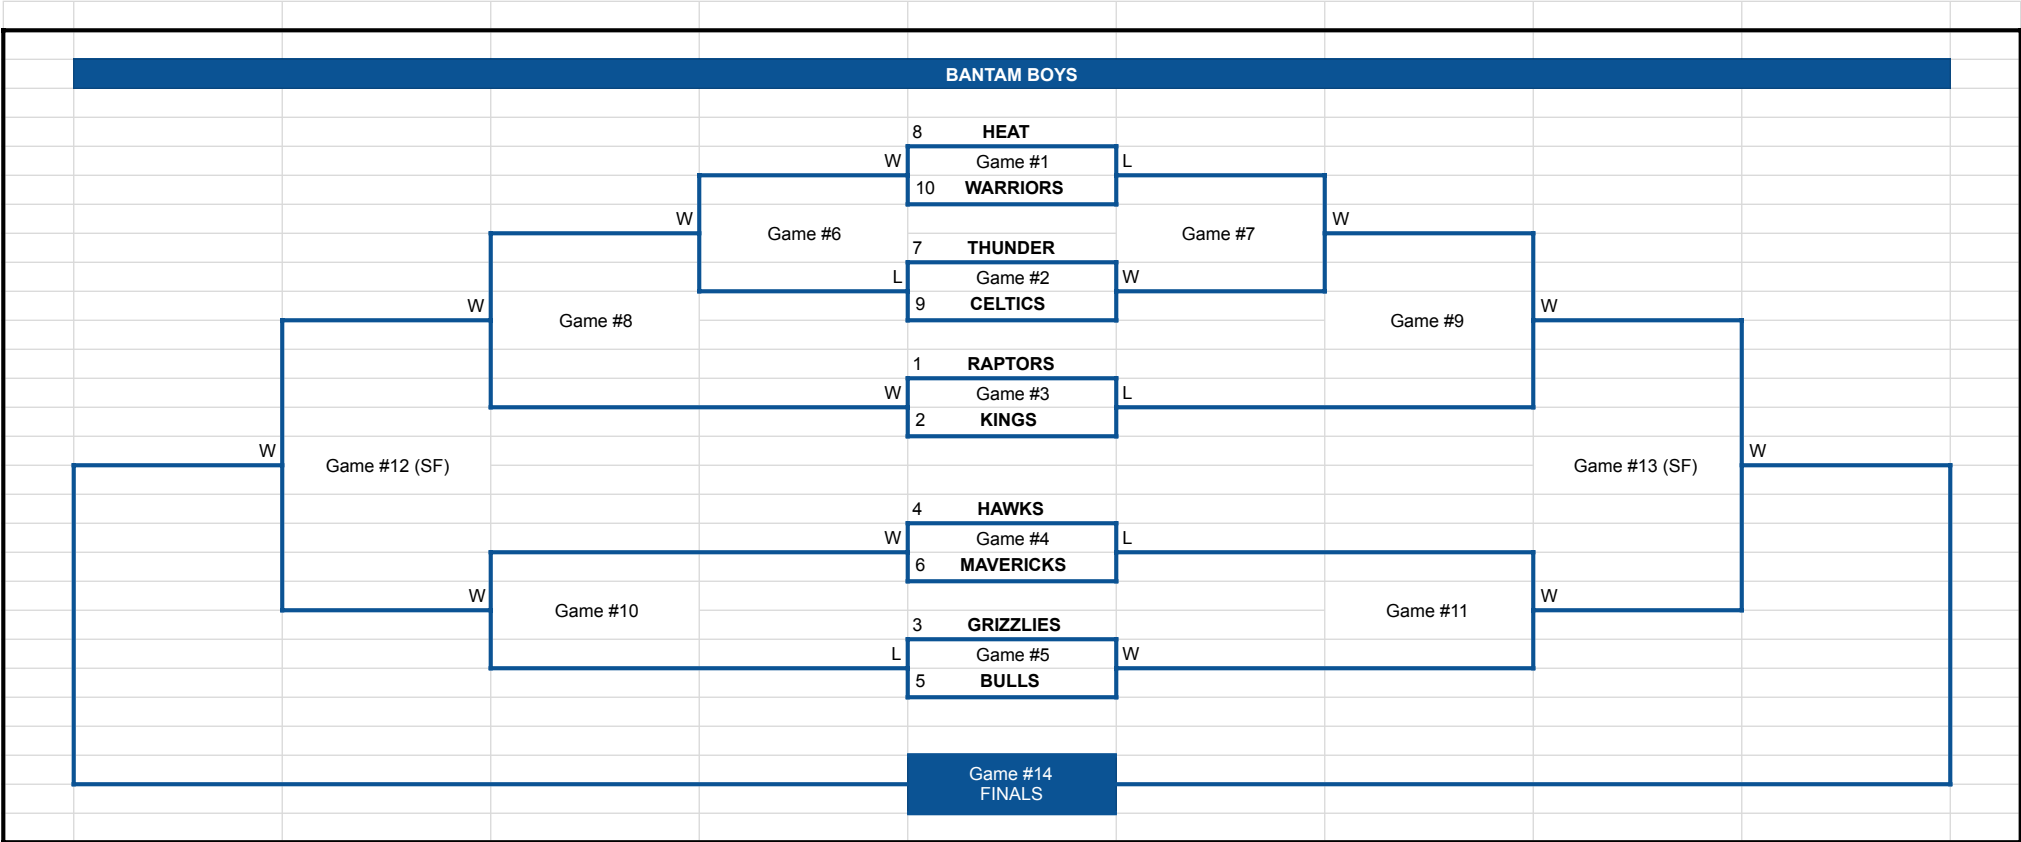 BANTAM BOYS
8 HEAT
W Game #1 L
10 WARRIORS
W W
Game #6 Game #7
7 THUNDER
L Game #2 W
9 CELTICS
W W
Game #8 Game #9
1 RAPTORS
W Game #3 L
2 KINGS
W W
Game #12 (SF) Game #13 (SF)
4 HAWKS
W Game #4 L
6 MAVERICKS
W W
Game #10 Game #11
3 GRIZZLIES
L Game #5 W
5 BULLS
Game #14
FINALS